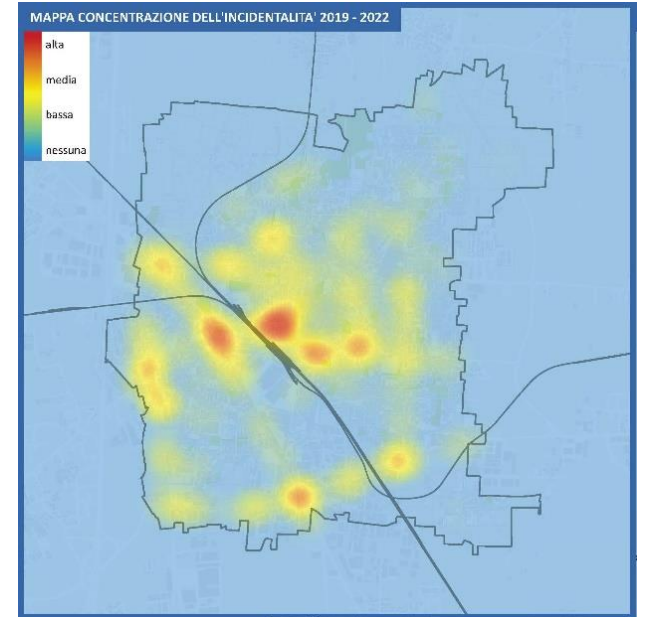 MAPPA CONCENTRAZIONE DELL'INCIDENTALITA' 2019 - 2022
alta
media
bassa
nessuna